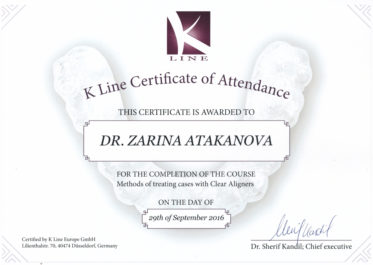 K
LINE
K Line Certificate of Attendance
THIS CERTIFICATE IS AWARDED TO
DR. ZARINA ATAKANOVA
FOR THE COMPLETION OF THE COURSE
Methods of treating cases with Clear Aligners
ON THE DAY OF
29th of September 2016
Certified by K Line Europe GmbH
Lilienthalstr. 70, 40474 Düsseldorf, Germany
Dr. Sherif Kandil; Chief executive